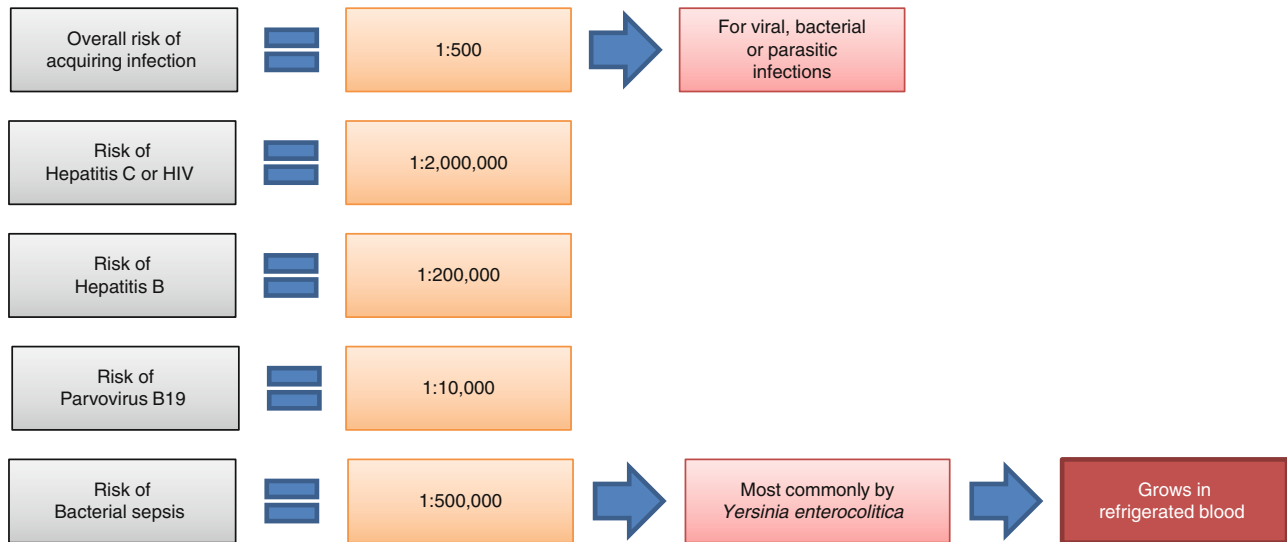 Overall risk of
acquiring infection
1:500
For viral, bacterial
or parasitic
infections
Risk of
Hepatitis C or HIV
1:2,000,000
Risk of
Hepatitis B
1:200,000
Risk of
Parvovirus B19
1:10,000
Risk of
Bacterial sepsis
1:500,000
Most commonly by
Yersinia enterocolitica
Grows in
refrigerated blood